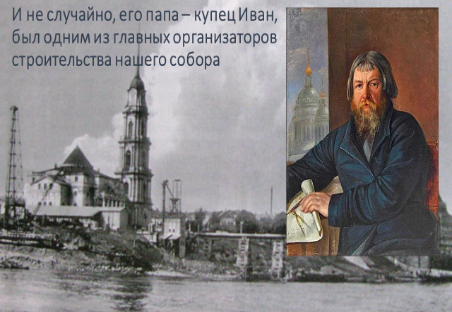 И не случайно, его папа – купец Иван,
был одним из главных организаторов
строительства нашего собора